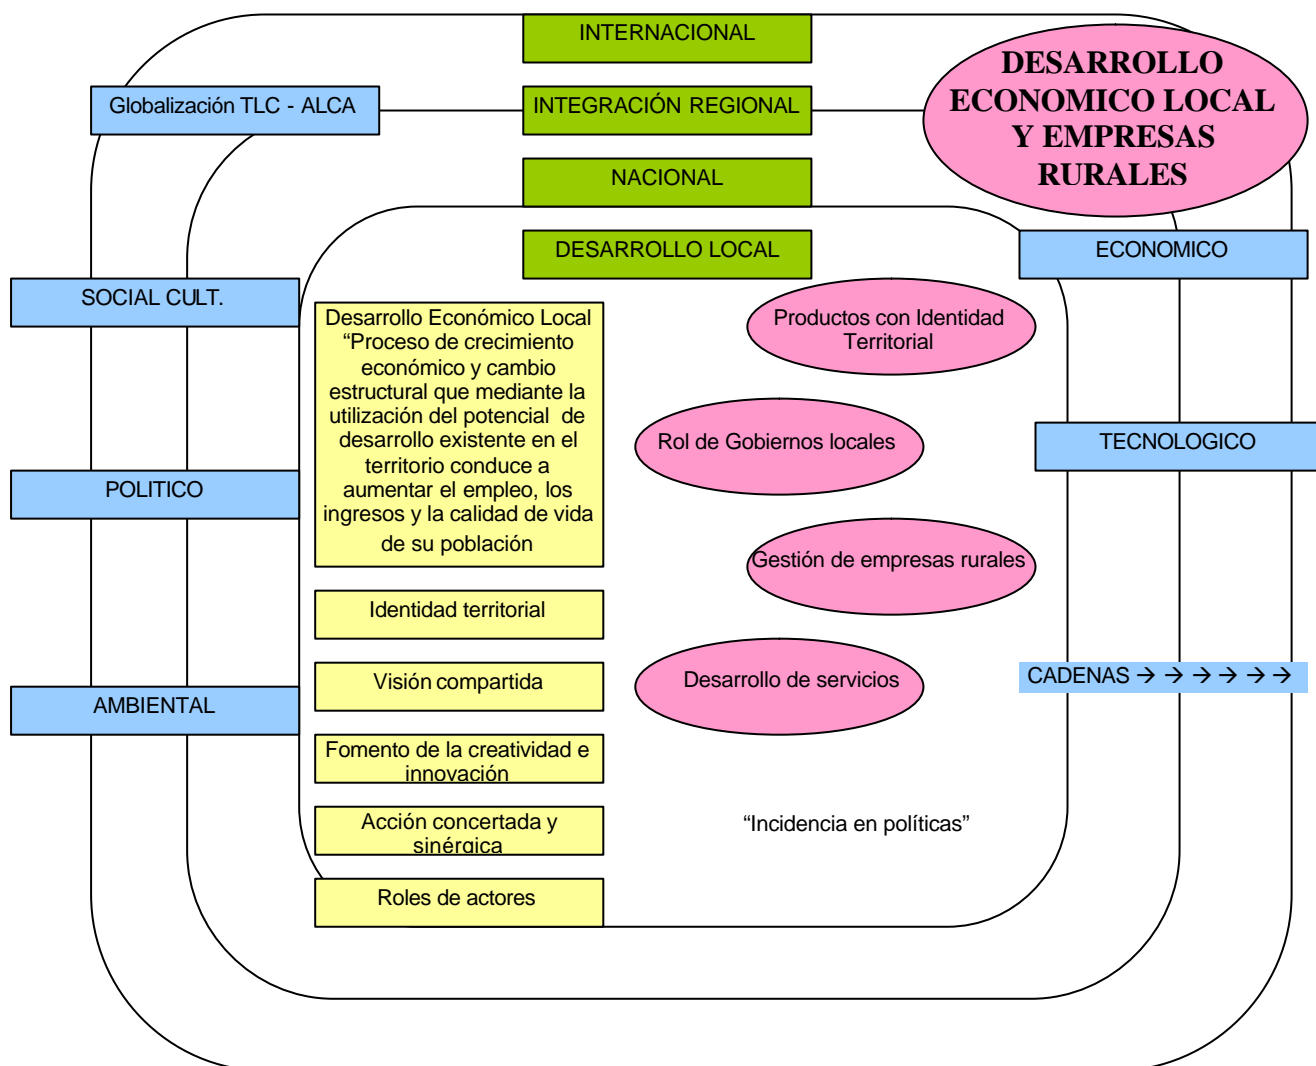 INTERNACIONAL
DESARROLLO
ECONOMICO LOCAL
Y EMPRESAS
RURALES
Globalización TLC - ALCA
INTEGRACIÓN REGIONAL
NACIONAL
DESARROLLO LOCAL
ECONOMICO
SOCIAL CULT.
Desarrollo Económico Local
“Proceso de crecimiento
económico y cambio
estructural que mediante la
utilización del potencial de
desarrollo existente en el
territorio conduce a
aumentar el empleo, los
ingresos y la calidad de vida
de su población
Productos con Identidad
Territorial
Rol de Gobiernos locales
TECNOLOGICO
POLITICO
Gestión de empresas rurales
Identidad territorial
Visión compartida
Desarrollo de servicios
CADENAS → → → → → →
AMBIENTAL
Fomento de la creatividad e
innovación
Acción concertada y
sinérgica
“Incidencia en políticas”
Roles de actores